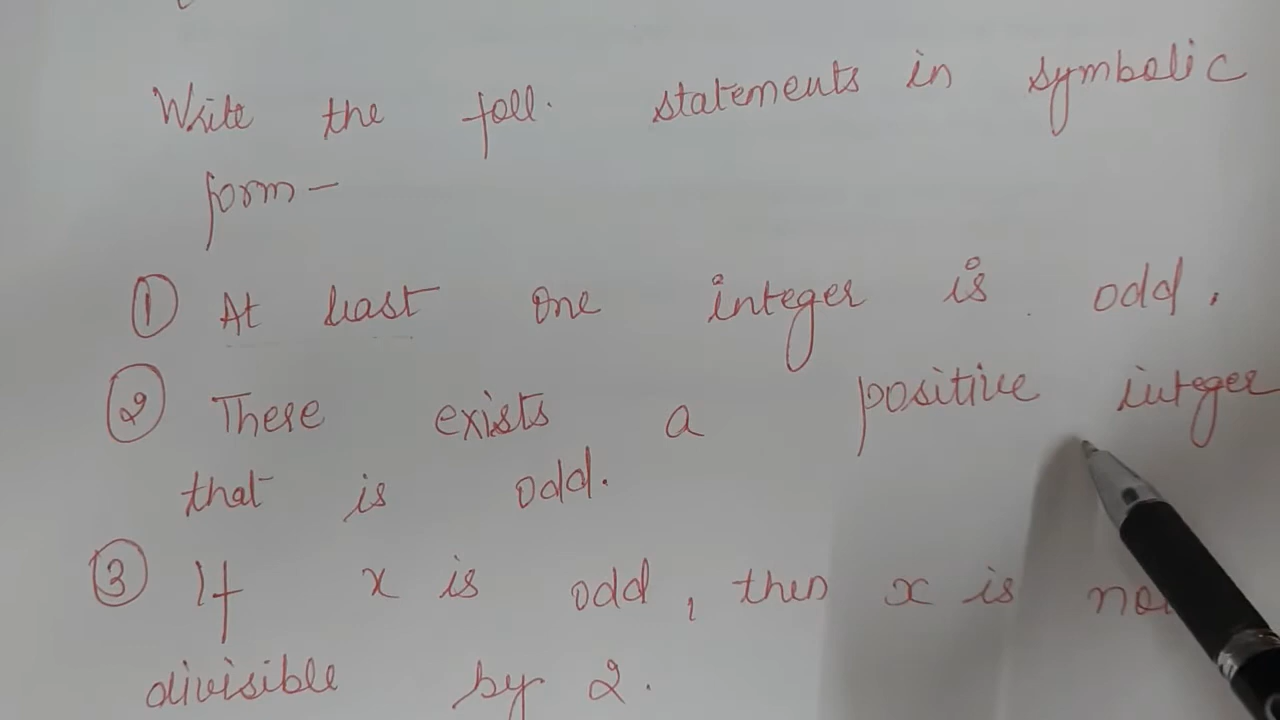 Write the foll. statements in symbolic
form -
① At least one integer is odd.
② There exists a positive integer
that is odd.
③ If x is odd, then x is
divisible by 2.